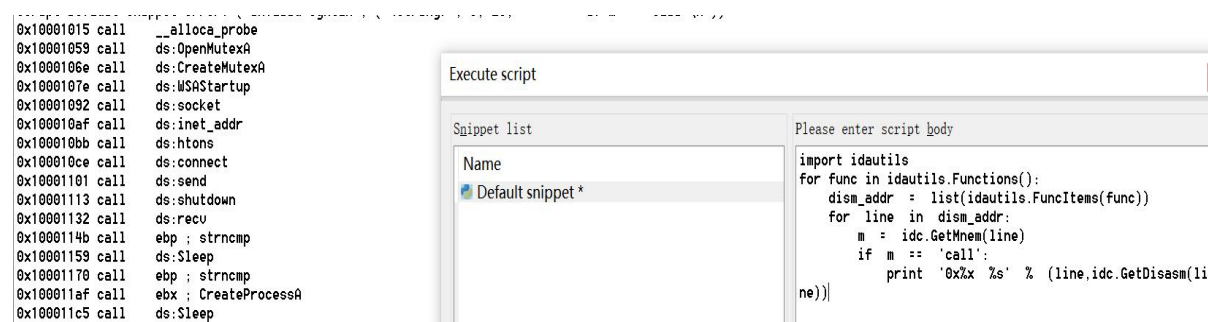 0x10001015 call __alloca_probe
0x10001059 call ds:OpenMutexA
0x1000106e call ds:CreateMutexA
0x1000107e call ds:WSAStartup
0x10001092 call ds:socket
0x100010af call ds:inet_addr
0x100010bb call ds:htons
0x100010ce call ds:connect
0x10001101 call ds:send
0x10001113 call ds:shutdown
0x10001132 call ds:recv
0x1000114b call ebp ; strncmp
0x10001159 call ds:Sleep
0x10001170 call ebp ; strncmp
0x100011af call ebx ; CreateProcessA
0x100011c5 call ds:Sleep
Execute script
Snippet list
Name
Default snippet *
Please enter script body
import idautils
for func in idautils.Functions():
    dism_addr = list(idautils.FuncItems(func))
    for line in dism_addr:
        m = idc.GetMnem(line)
        if m == 'call':
            print '0x%x %s' % (line,idc.GetDisasm(li
ne))